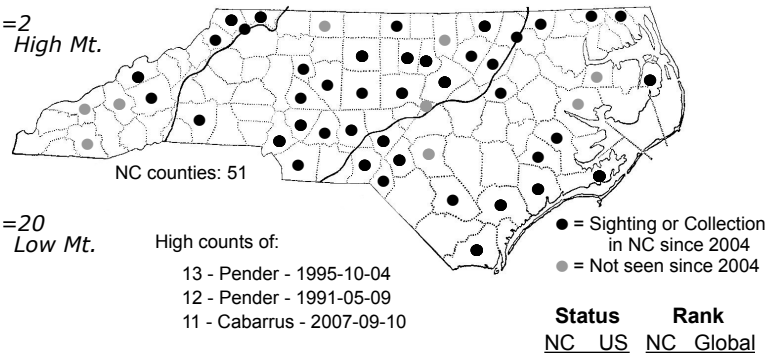 =2
High Mt.
NC counties: 51
=20
Low Mt.
High counts of:
13 - Pender - 1995-10-04
12 - Pender - 1991-05-09
11 - Cabarrus - 2007-09-10
= Sighting or Collection
in NC since 2004
= Not seen since 2004
Status Rank
NC US NC Global